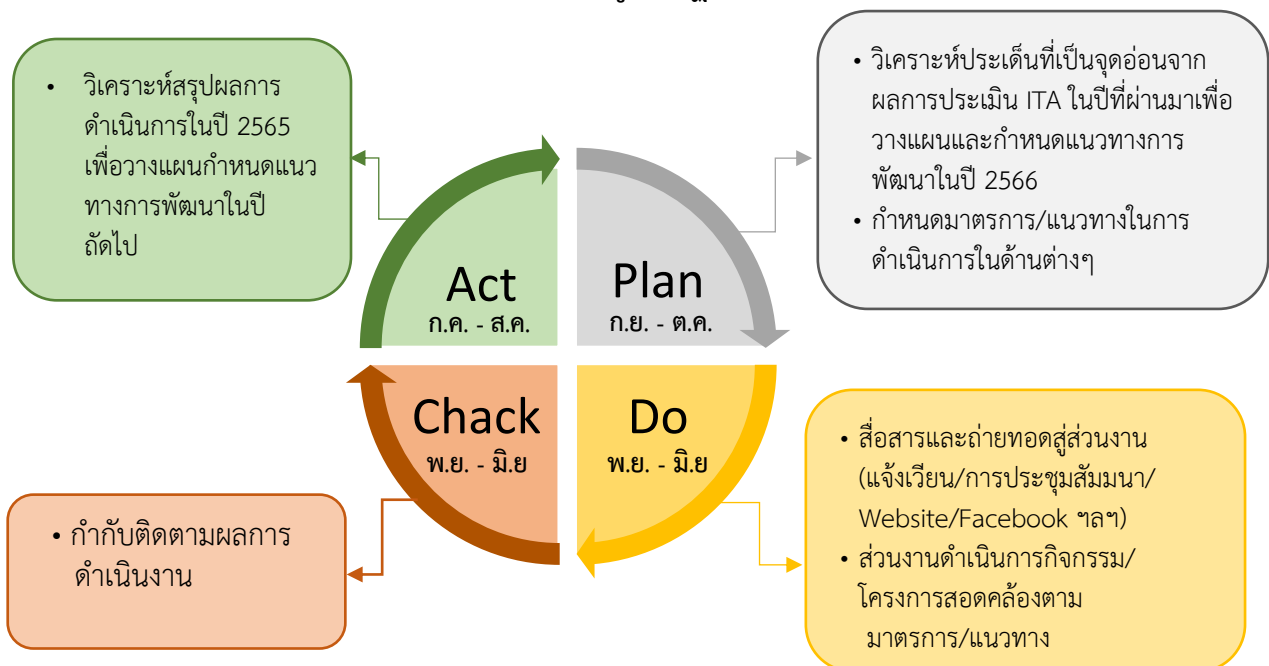 • วิเคราะห์สรุปผลการ
ดำเนินการในปี 2565
เพื่อวางแผนกำหนดแนว
ทางการพัฒนาในปี
ถัดไป
• วิเคราะห์ประเด็นที่เป็นจุดอ่อนจาก
ผลการประเมิน ITA ในปีที่ผ่านมาเพื่อ
วางแผนและกำหนดแนวทางการ
พัฒนาในปี 2566
• กำหนดมาตรการ/แนวทางในการ
ดำเนินการในด้านต่างๆ
Act
ก.ค. - ส.ค.
Plan
ก.ย. - ต.ค.
Chack
พ.ย. - มิ.ย
Do
พ.ย. - มิ.ย
• กำกับติดตามผลการ
ดำเนินงาน
• สื่อสารและถ่ายทอดสู่ส่วนงาน
(แจ้งเวียน/การประชุมสัมมนา/
Website/Facebook ฯลฯ)
• ส่วนงานดำเนินการกิจกรรม/
โครงการสอดคล้องตาม
มาตรการ/แนวทาง